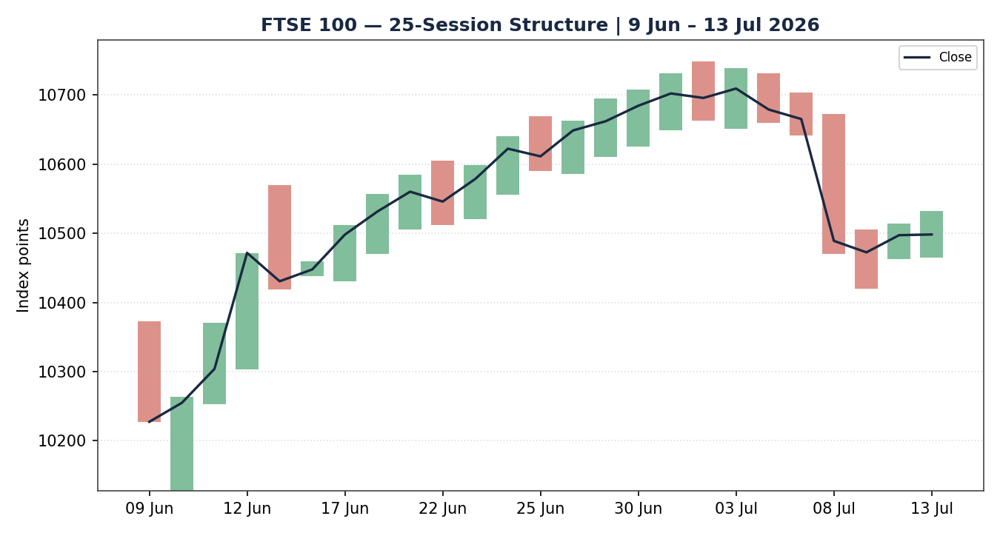 FTSE 100 — 25-Session Structure | 9 Jun – 13 Jul 2026
Close
Index points
10700
10600
10500
10400
10300
10200
09 Jun 12 Jun 17 Jun 22 Jun 25 Jun 30 Jun 03 Jul 08 Jul 13 Jul